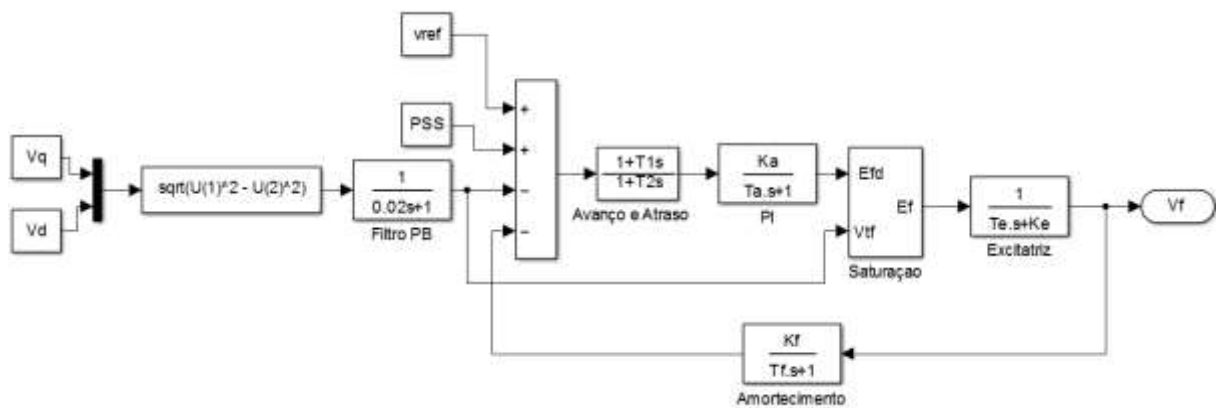 vref
+
PSS
+
Vq
Vd
sqrt(U(1)^2 - U(2)^2)
1
0.02s+1
Filtro PB
−
−
1+T1s
1+T2s
Avanço e Atraso
Ka
Ta.s+1
PI
Efd
Ef
Vtf
Saturaçao
1
Te.s+Ke
Excitatriz
Vf
Kf
Tf.s+1
Amortecimento